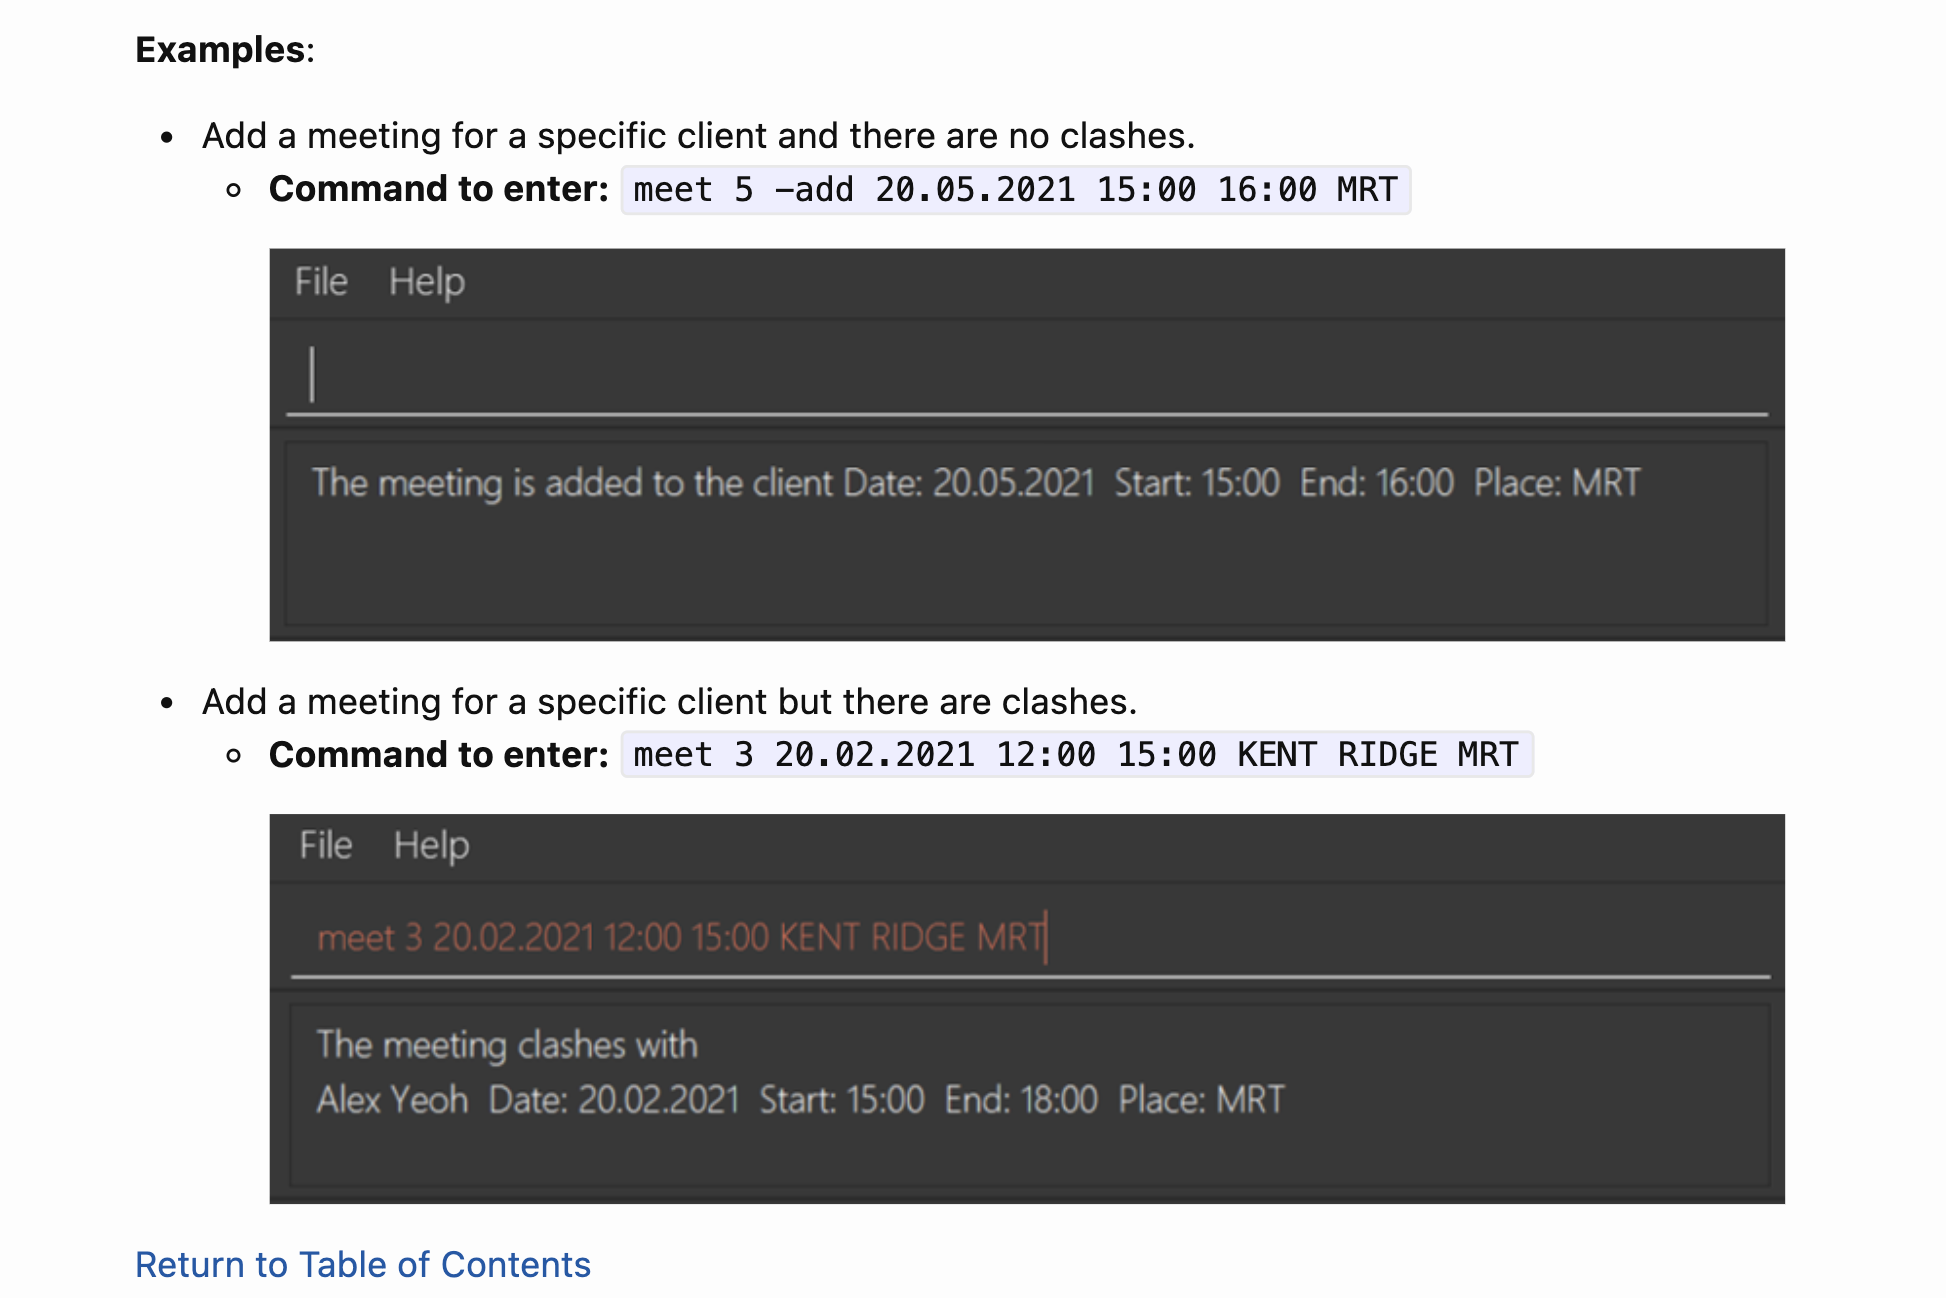 Examples:
Add a meeting for a specific client and there are no clashes.
Command to enter: meet 5 -add 20.05.2021 15:00 16:00 MRT
File Help
The meeting is added to the client Date: 20.05.2021 Start: 15:00 End: 16:00 Place: MRT
Add a meeting for a specific client but there are clashes.
Command to enter: meet 3 20.02.2021 12:00 15:00 KENT RIDGE MRT
File Help
meet 3 20.02.2021 12:00 15:00 KENT RIDGE MRT
The meeting clashes with
Alex Yeoh Date: 20.02.2021 Start: 15:00 End: 18:00 Place: MRT
Return to Table of Contents